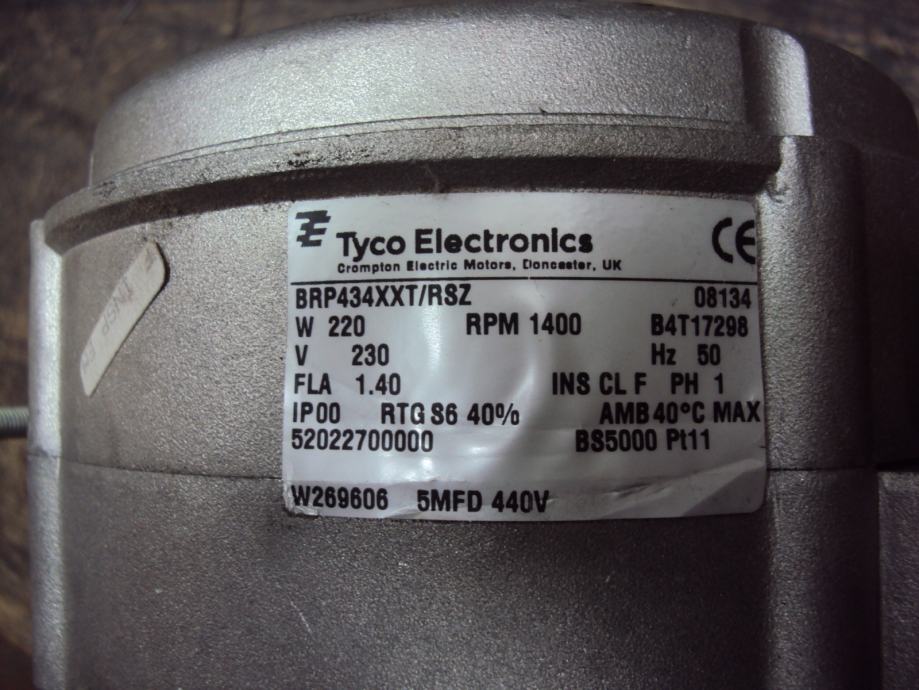 Tyco Electronics
CE
Crompton Electric Motors, Doncaster, UK
BRP434XXT/RSZ 08134
W 220 RPM 1400 B4T17298
V 230 Hz 50
FLA 1.40 INS CL F PH 1
IP00 RTG S6 40% AMB 40°C MAX
52022700000 BS5000 Pt11
W269606 5MFD 440V